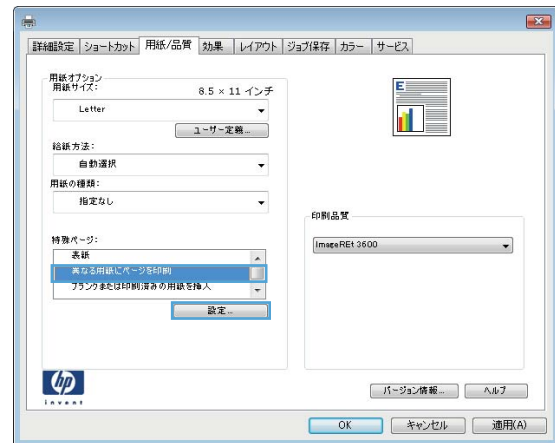 詳細設定 ショートカット 用紙/品質 効果 レイアウト ジョブ保存 カラー サービス
用紙オプション
用紙サイズ: 8.5 × 11 インチ
Letter
ユーザー定義...
給紙方法:
自動選択
用紙の種類:
指定なし
特殊ページ:
表紙
異なる用紙にページを印刷
ブランクまたは印刷済みの用紙を挿入
設定...
E
印刷品質
ImageREt 3600
hp
invent
バージョン情報... ヘルプ
OK キャンセル 適用(A)